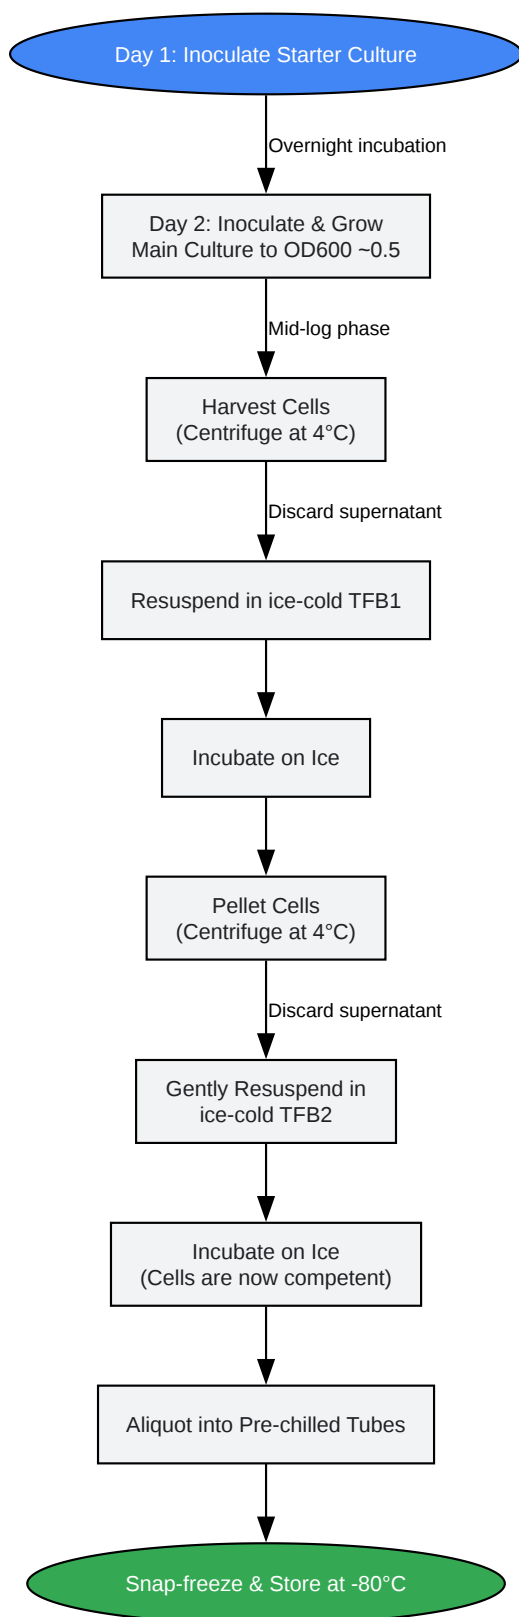 Day 1: Inoculate Starter Culture
Overnight incubation
Day 2: Inoculate & Grow
Main Culture to OD600 ~0.5
Mid-log phase
Harvest Cells
(Centrifuge at 4°C)
Discard supernatant
Resuspend in ice-cold TFB1
Incubate on Ice
Pellet Cells
(Centrifuge at 4°C)
Discard supernatant
Gently Resuspend in
ice-cold TFB2
Incubate on Ice
(Cells are now competent)
Aliquot into Pre-chilled Tubes
Snap-freeze & Store at -80°C